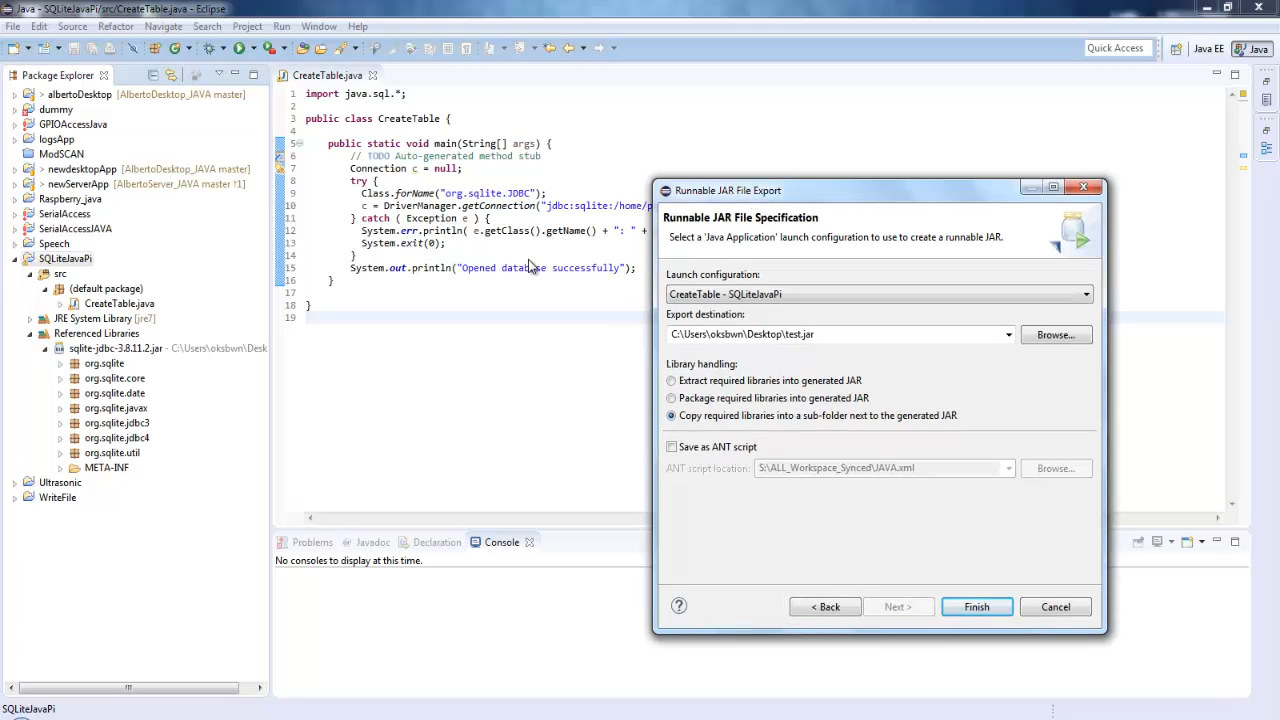 Java - SQLiteJavaPi/src/CreateTable.java - Eclipse
File Edit Source Refactor Navigate Search Project Run Window Help
Quick Access
Java EE
Java
Package Explorer
> albertoDesktop [AlbertoDesktop_JAVA master]
dummy
GPIOAccessJava
logsApp
ModSCAN
> newdesktopApp [AlbertoDesktop_JAVA master]
> newServerApp [AlbertoServer_JAVA master ↑1]
Raspberry_java
SerialAccess
SerialAccessJAVA
Speech
SQLiteJavaPi
src
(default package)
CreateTable.java
JRE System Library [jre7]
Referenced Libraries
sqlite-jdbc-3.8.11.2.jar - C:\Users\oksbwn\Desk
org.sqlite
org.sqlite.core
org.sqlite.date
org.sqlite.javax
org.sqlite.jdbc3
org.sqlite.jdbc4
org.sqlite.util
META-INF
Ultrasonic
WriteFile
CreateTable.java
1 import java.sql.*;
2
3 public class CreateTable {
4
5 public static void main(String[] args) {
6 // TODO Auto-generated method stub
7 Connection c = null;
8 try {
9 Class.forName("org.sqlite.JDBC");
10 c = DriverManager.getConnection("jdbc:sqlite:/home/p
11 } catch ( Exception e ) {
12 System.err.println( e.getClass().getName() + ": " +
13 System.exit(0);
14 }
15 System.out.println("Opened database successfully");
16 }
17
18 }
19
Runnable JAR File Export
Runnable JAR File Specification
Select a 'Java Application' launch configuration to use to create a runnable JAR.
Launch configuration:
CreateTable - SQLiteJavaPi
Export destination:
C:\Users\oksbwn\Desktop\test.jar
Browse...
Library handling:
Extract required libraries into generated JAR
Package required libraries into generated JAR
Copy required libraries into a sub-folder next to the generated JAR
Save as ANT script
ANT script location: S:\ALL_Workspace_Synced\JAVA.xml Browse...
< Back Next > Finish Cancel
Problems Javadoc Declaration Console
No consoles to display at this time.
SQLiteJavaPi